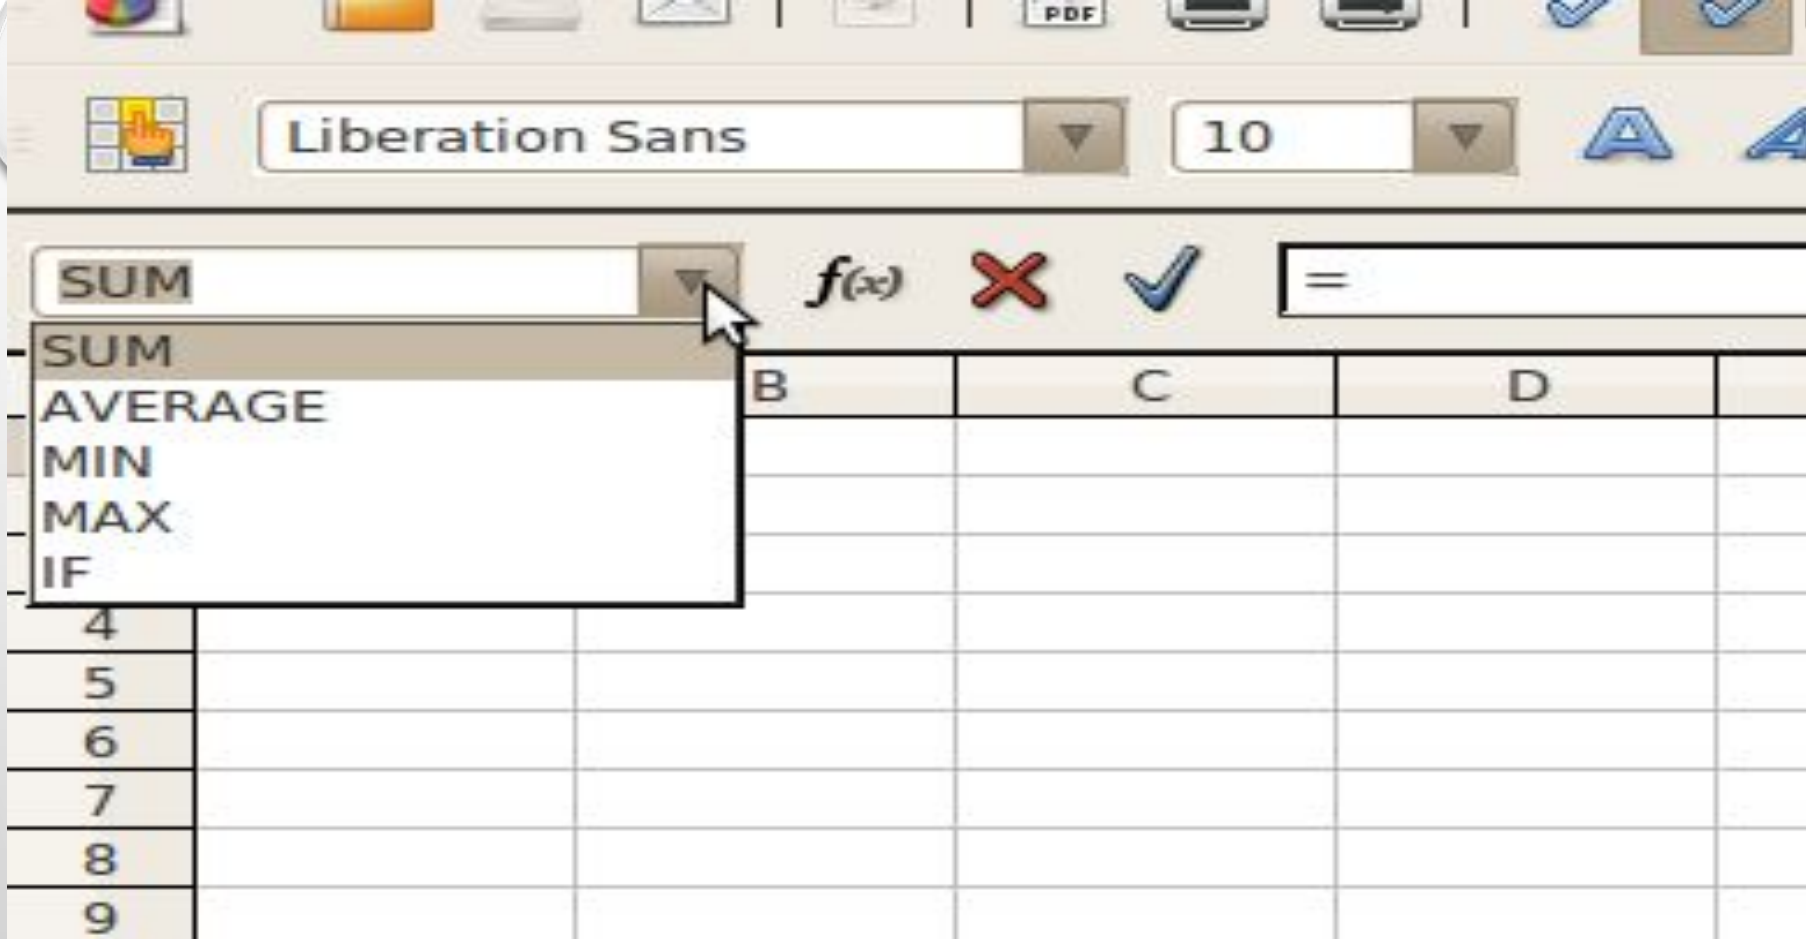 PDF
Liberation Sans 10 A A
SUM f(x) =
SUM
AVERAGE
MIN
MAX
IF
B C D
4
5
6
7
8
9